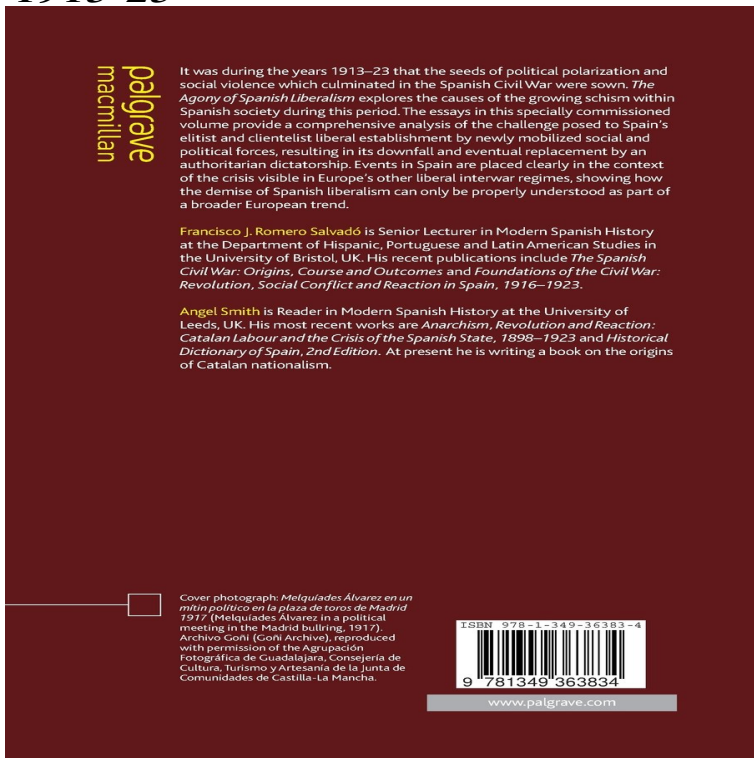 1913–23
palgrave
macmillan
It was during the years 1913–23 that the seeds of political polarization and
social violence which culminated in the Spanish Civil War were sown. The
Agony of Spanish Liberalism explores the causes of the growing schism within
Spanish society during this period. The essays in this specially commissioned
volume provide a comprehensive analysis of the challenge posed to Spain's
elitist and clientelist liberal establishment by newly mobilized social and
political forces, resulting in its downfall and eventual replacement by an
authoritarian dictatorship. Events in Spain are placed clearly in the context
of the crisis visible in Europe's other liberal interwar regimes, showing how
the demise of Spanish liberalism can only be properly understood as part of
a broader European trend.
Francisco J. Romero Salvadó is Senior Lecturer in Modern Spanish History
at the Department of Hispanic, Portuguese and Latin American Studies in
the University of Bristol, UK. His recent publications include The Spanish
Civil War: Origins, Course and Outcomes and Foundations of the Civil War:
Revolution, Social Conflict and Reaction in Spain, 1916–1923.
Angel Smith is Reader in Modern Spanish History at the University of
Leeds, UK. His most recent works are Anarchism, Revolution and Reaction:
Catalan Labour and the Crisis of the Spanish State, 1898–1923 and Historical
Dictionary of Spain, 2nd Edition. At present he is writing a book on the origins
of Catalan nationalism.
Cover photograph: Melquíades Álvarez en un
mítin político en la plaza de toros de Madrid
1917 (Melquíades Álvarez in a political
meeting in the Madrid bullring, 1917).
Archivo Goñi (Goñi Archive), reproduced
with permission of the Agrupación
Fotográfica de Guadalajara, Consejería de
Cultura, Turismo y Artesanía de la Junta de
Comunidades de Castilla-La Mancha.
ISBN 978-1-349-36383-4
9 781349 363834
www.palgrave.com